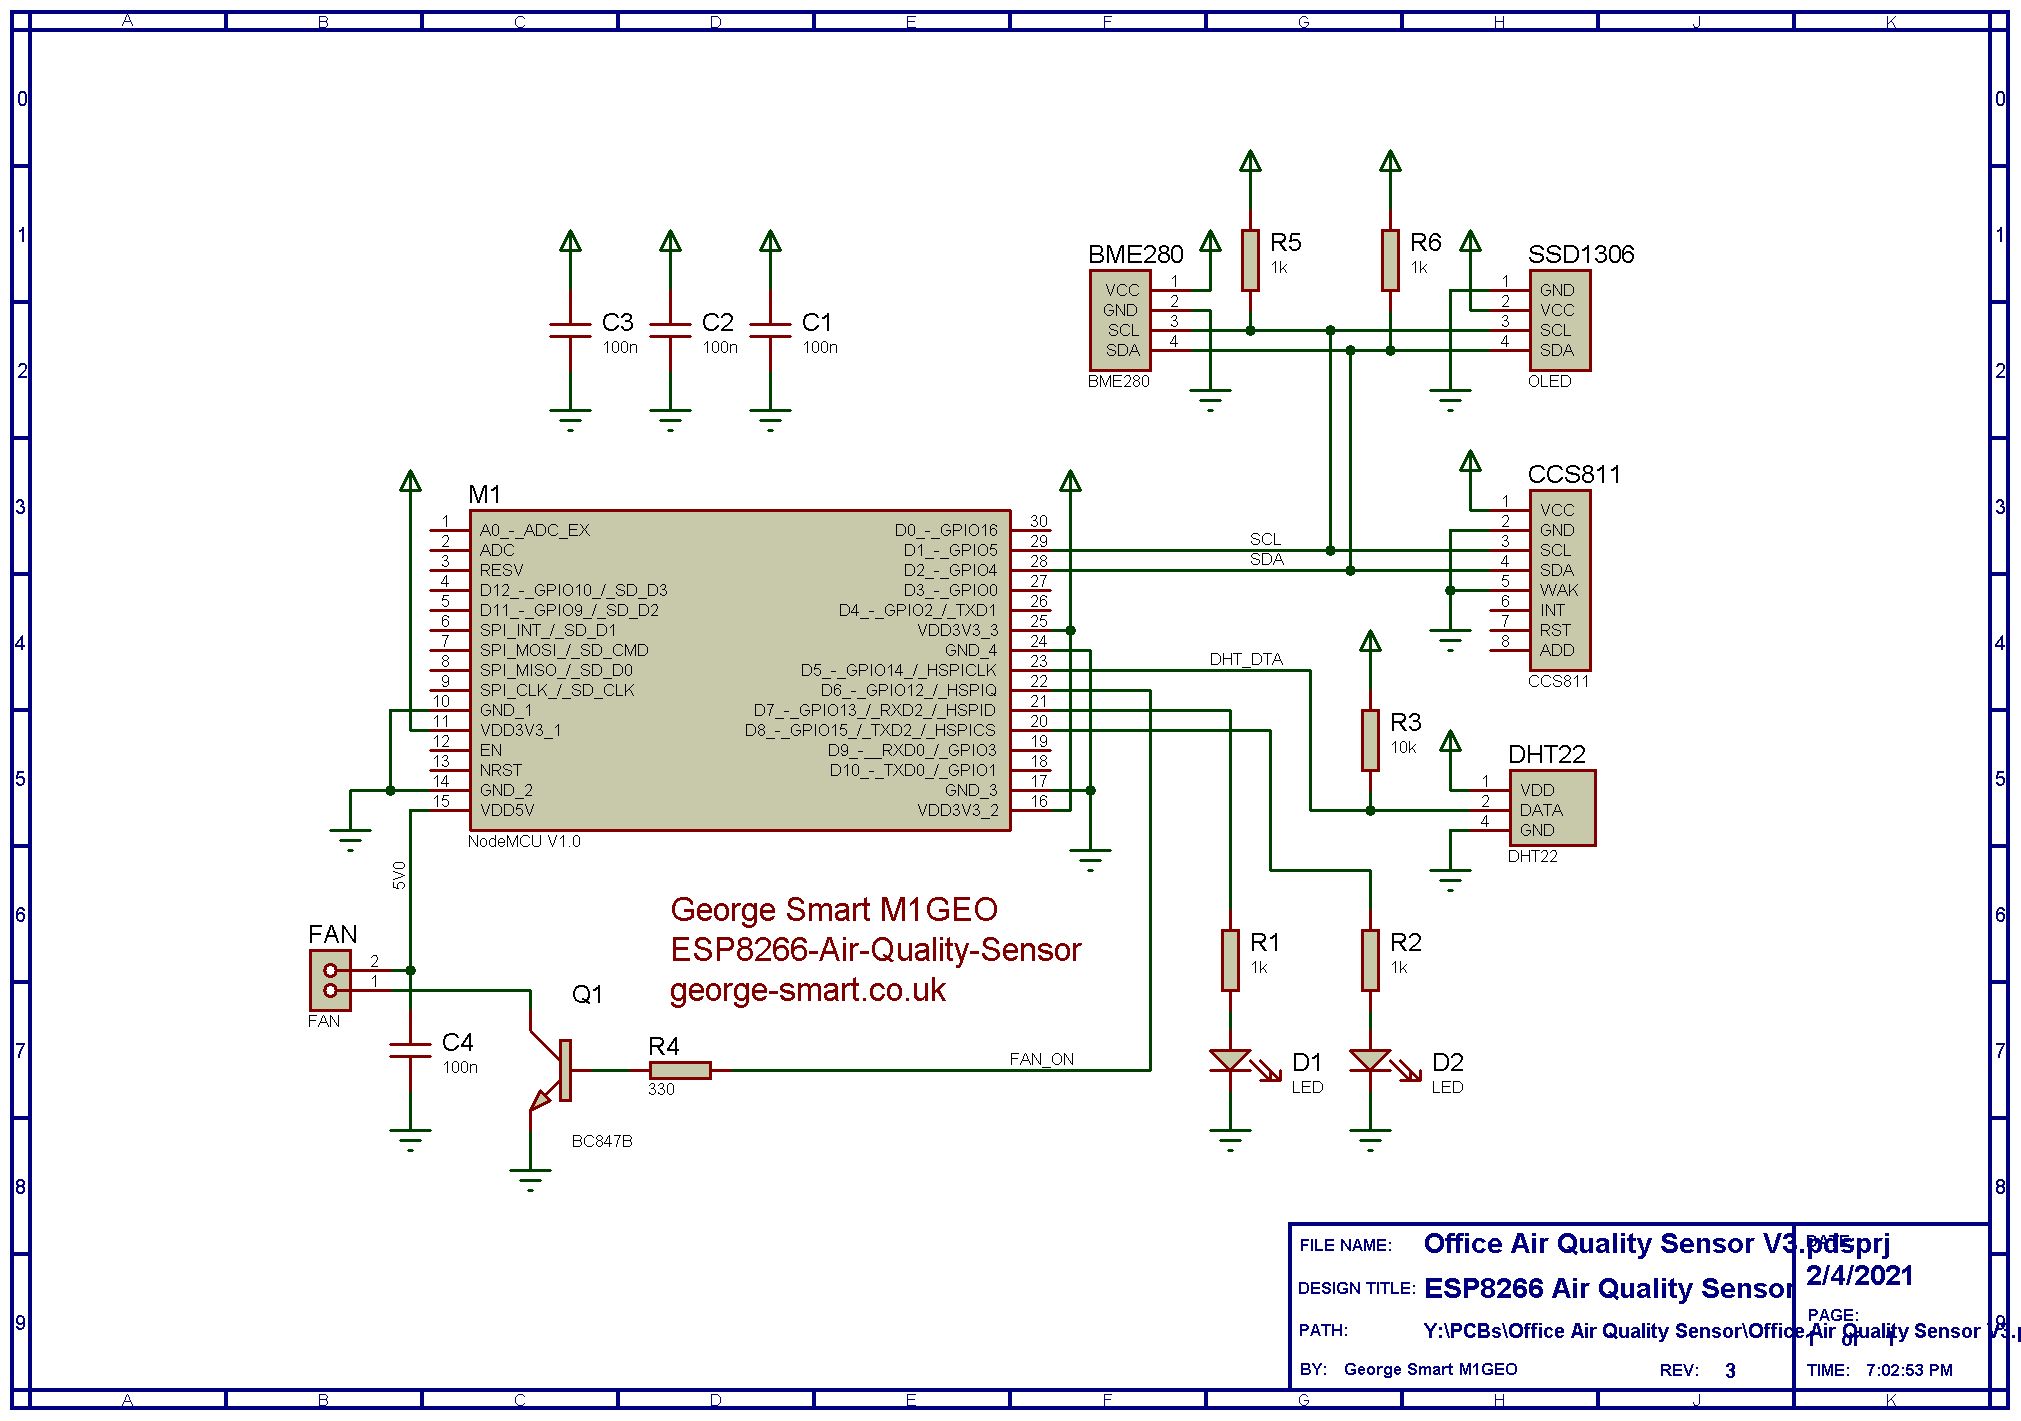 A B C D E F G H J K
0 0
1 1
2 2
3 3
4 4
5 5
6 6
7 7
8 8
9 9
C3
100n
C2
100n
C1
100n
BME280
VCC 1
GND 2
SCL 3
SDA 4
BME280
R5
1k
R6
1k
SSD1306
1 GND
2 VCC
3 SCL
4 SDA
OLED
CCS811
1 VCC
2 GND
3 SCL
4 SDA
5 WAK
6 INT
7 RST
8 ADD
CCS811
SCL
SDA
M1
1 A0_-_ADC_EX
2 ADC
3 RESV
4 D12_-_GPIO10_/_SD_D3
5 D11_-_GPIO9_/_SD_D2
6 SPI_INT_/_SD_D1
7 SPI_MOSI_/_SD_CMD
8 SPI_MISO_/_SD_D0
9 SPI_CLK_/_SD_CLK
10 GND_1
11 VDD3V3_1
12 EN
13 NRST
14 GND_2
15 VDD5V
D0_-_GPIO16 30
D1_-_GPIO5 29
D2_-_GPIO4 28
D3_-_GPIO0 27
D4_-_GPIO2_/_TXD1 26
VDD3V3_3 25
GND_4 24
D5_-_GPIO14_/_HSPICLK 23
D6_-_GPIO12_/_HSPIQ 22
D7_-_GPIO13_/_RXD2_/_HSPID 21
D8_-_GPIO15_/_TXD2_/_HSPICS 20
D9_-__RXD0_/_GPIO3 19
D10_-_TXD0_/_GPIO1 18
GND_3 17
VDD3V3_2 16
NodeMCU V1.0
DHT_DTA
R3
10k
DHT22
1 VDD
2 DATA
4 GND
DHT22
5V0
FAN
2
1
FAN
C4
100n
Q1
BC847B
R4
330
FAN_ON
George Smart M1GEO
ESP8266-Air-Quality-Sensor
george-smart.co.uk
R1
1k
R2
1k
D1
LED
D2
LED
FILE NAME: Office Air Quality Sensor V3.pdsprj
DATE:
2/4/2021
DESIGN TITLE: ESP8266 Air Quality Sensor
PAGE:
1 of 1
PATH: Y:\PCBs\Office Air Quality Sensor\Office Air Quality Sensor V3.p
BY: George Smart M1GEO REV: 3
TIME: 7:02:53 PM
A B C D E F G H J K